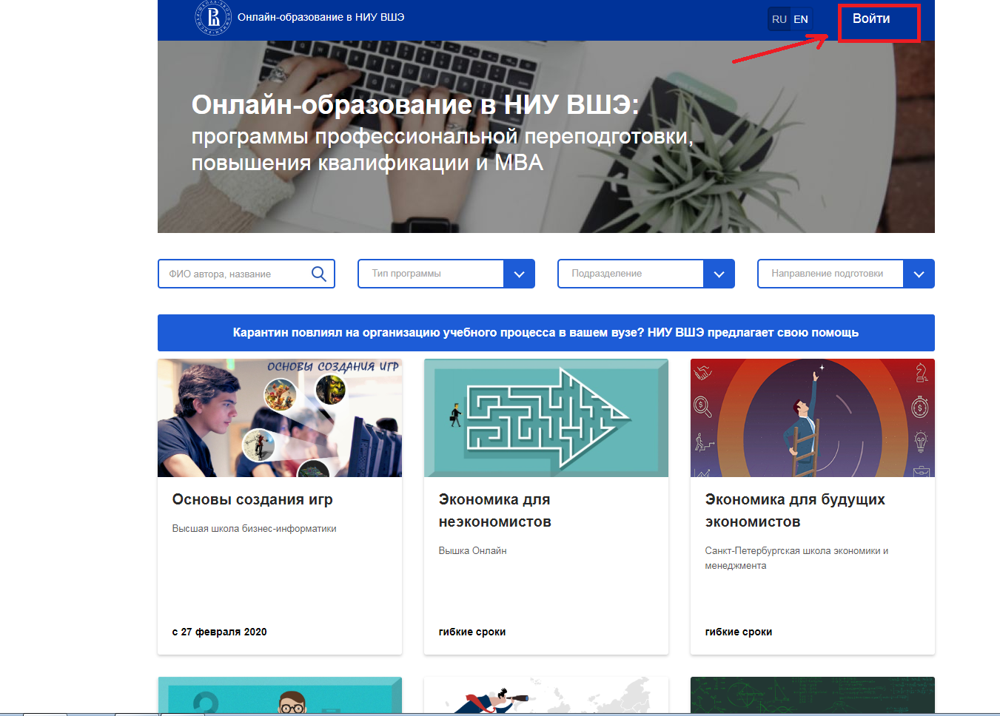 Онлайн-образование в НИУ ВШЭ
RU EN
Войти
Онлайн-образование в НИУ ВШЭ:
программы профессиональной переподготовки,
повышения квалификации и MBA
ФИО автора, название
Тип программы
Подразделение
Направление подготовки
Карантин повлиял на организацию учебного процесса в вашем вузе? НИУ ВШЭ предлагает свою помощь
ОСНОВЫ СОЗДАНИЯ ИГР
Основы создания игр
Высшая школа бизнес-информатики
с 27 февраля 2020
Экономика для
неэкономистов
Вышка Онлайн
гибкие сроки
Экономика для будущих
экономистов
Санкт-Петербургская школа экономики и
менеджмента
гибкие сроки